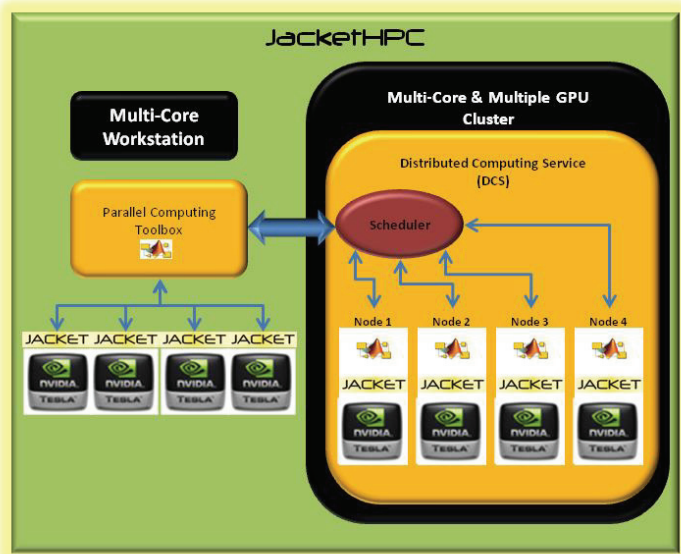 JACKETHPC
Multi-Core
Workstation
Parallel Computing
Toolbox
JACKET JACKET JACKET JACKET
NVIDIA. NVIDIA. NVIDIA. NVIDIA.
TESLA TESLA TESLA TESLA
Multi-Core & Multiple GPU
Cluster
Distributed Computing Service
(DCS)
Scheduler
Node 1 Node 2 Node 3 Node 4
JACKET JACKET JACKET JACKET
NVIDIA. NVIDIA. NVIDIA. NVIDIA.
TESLA TESLA TESLA TESLA